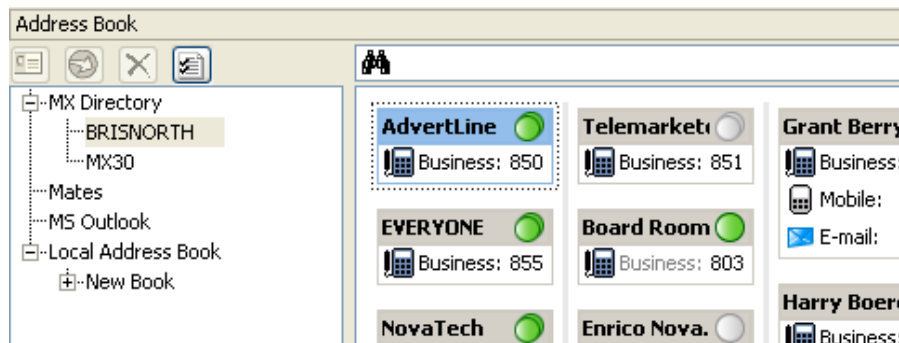 Address Book
MX Directory
BRISNORTH
MX30
Mates
MS Outlook
Local Address Book
New Book
AdvertLine
Business: 850
EVERYONE
Business: 855
NovaTech
Telemarket
Business: 851
Board Room
Business: 803
Enrico Nova.
Grant Berry
Business:
Mobile:
E-mail:
Harry Boer
Business: